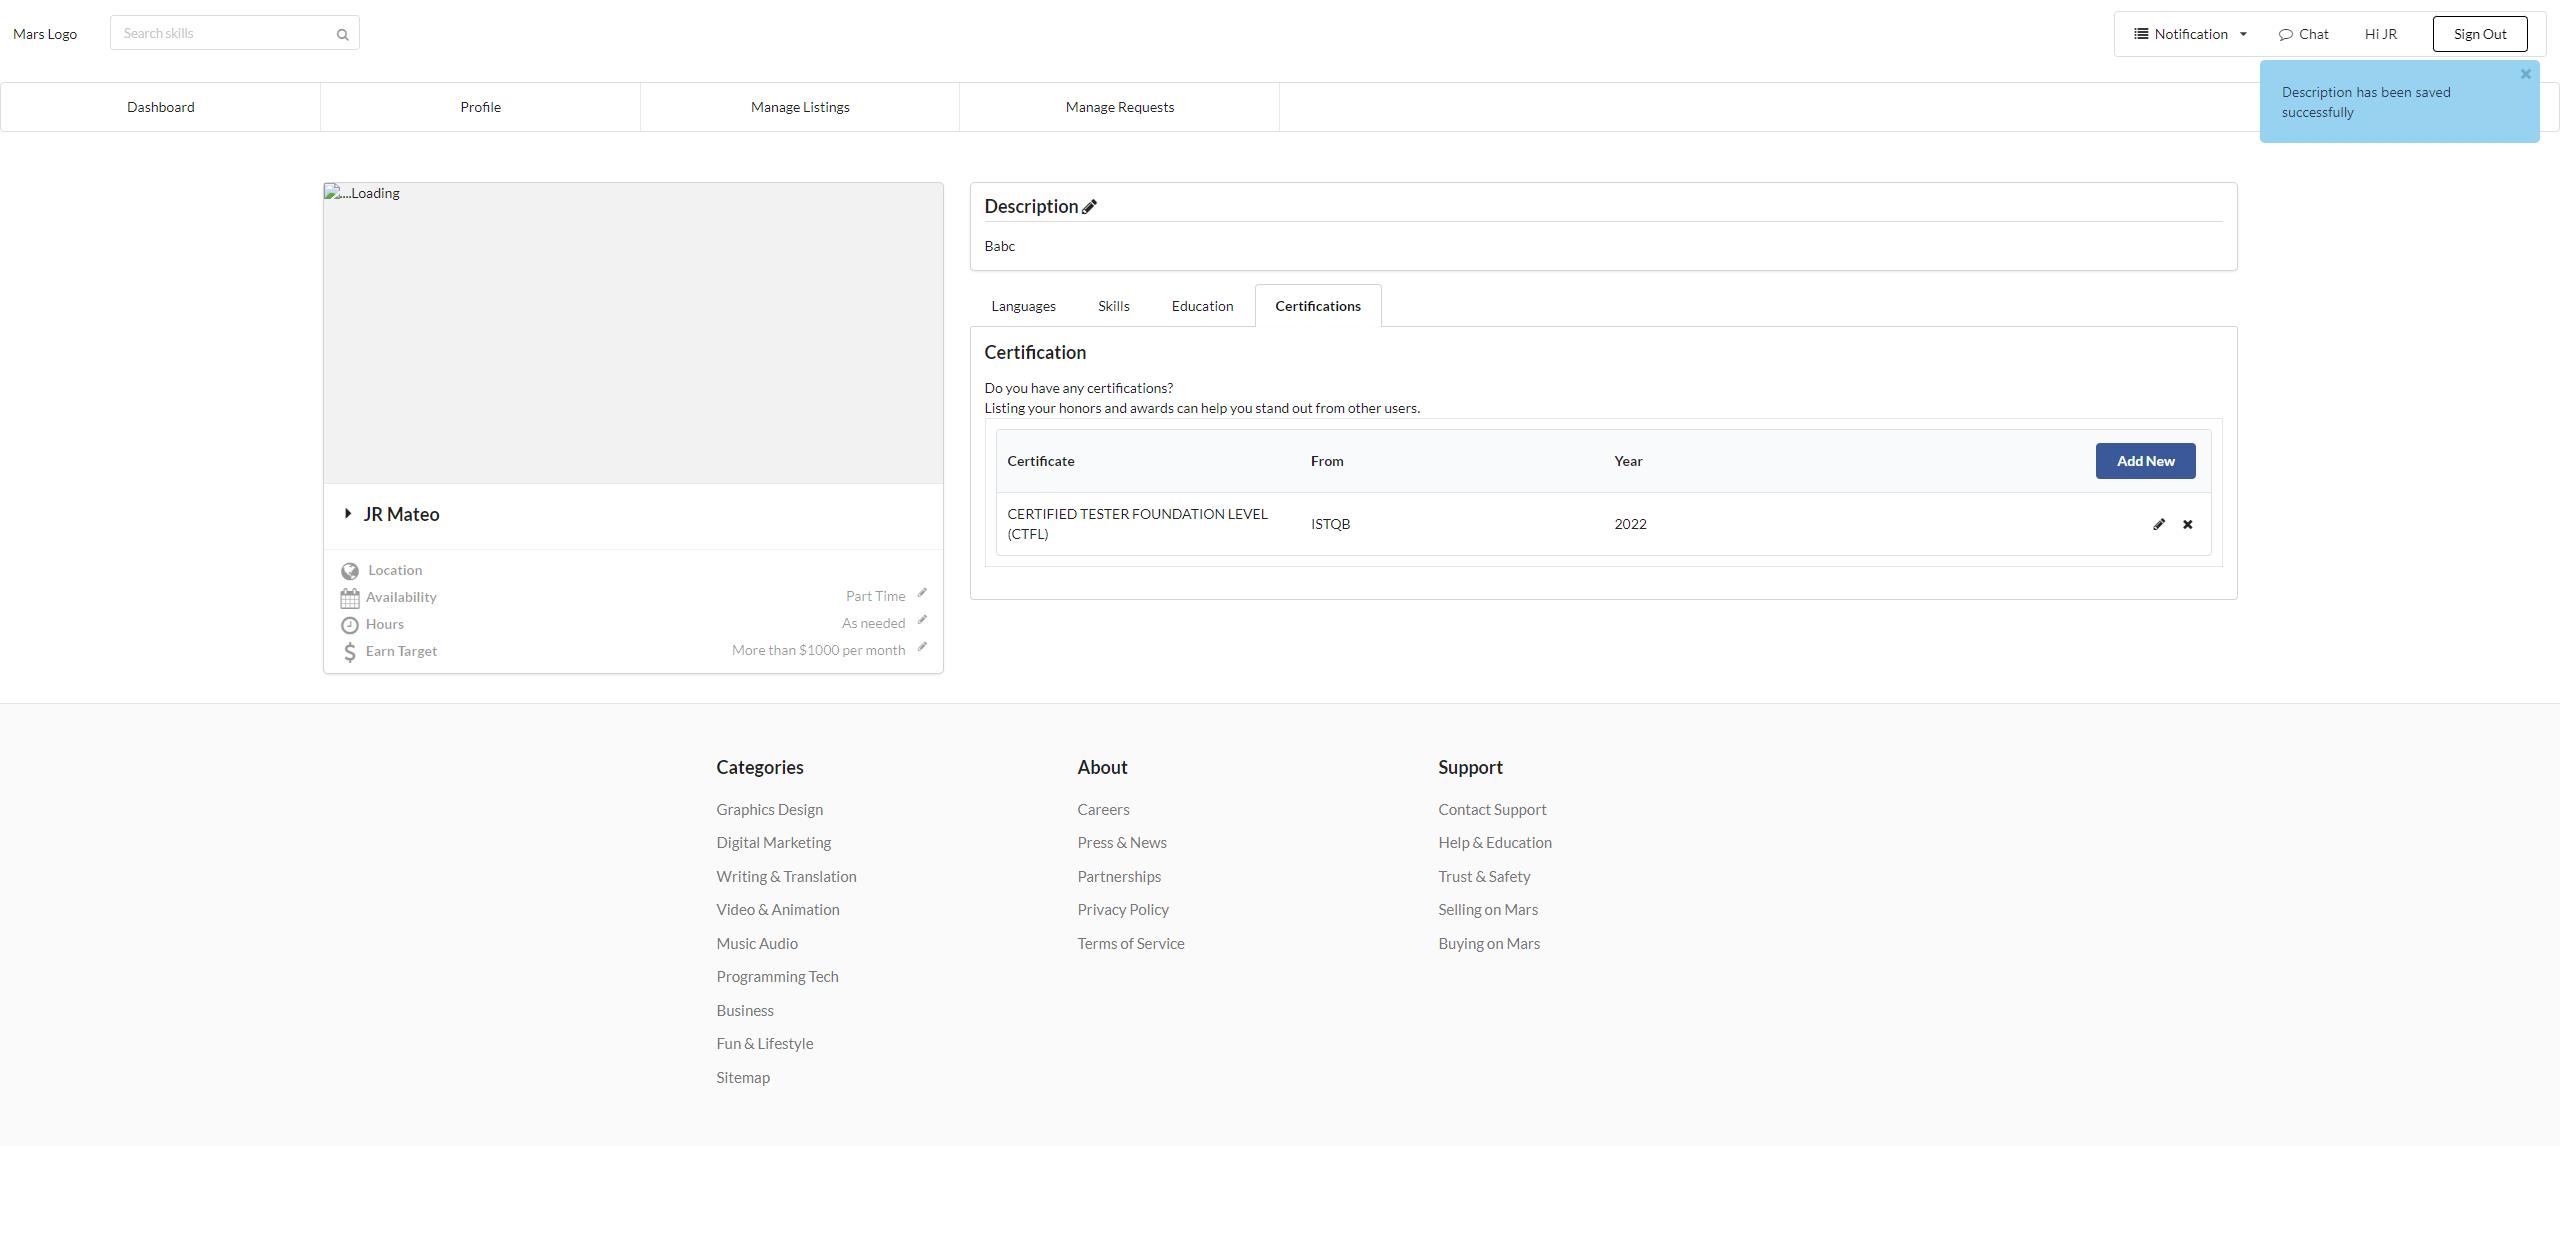 Mars Logo
Search skills
Notification
Chat
Hi JR
Sign Out
Dashboard
Profile
Manage Listings
Manage Requests
Description has been saved
successfully
....Loading
JR Mateo
Location
Availability
Part Time
Hours
As needed
Earn Target
More than $1000 per month
Description
Babc
Languages
Skills
Education
Certifications
Certification
Do you have any certifications?
Listing your honors and awards can help you stand out from other users.
Certificate
From
Year
Add New
CERTIFIED TESTER FOUNDATION LEVEL
(CTFL)
ISTQB
2022
Categories
Graphics Design
Digital Marketing
Writing & Translation
Video & Animation
Music Audio
Programming Tech
Business
Fun & Lifestyle
Sitemap
About
Careers
Press & News
Partnerships
Privacy Policy
Terms of Service
Support
Contact Support
Help & Education
Trust & Safety
Selling on Mars
Buying on Mars